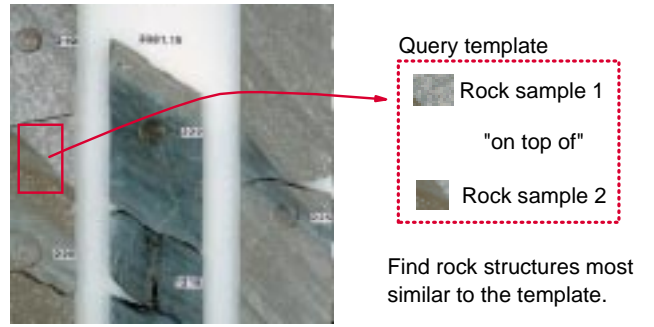 Query template
Rock sample 1
"on top of"
Rock sample 2
Find rock structures most
similar to the template.